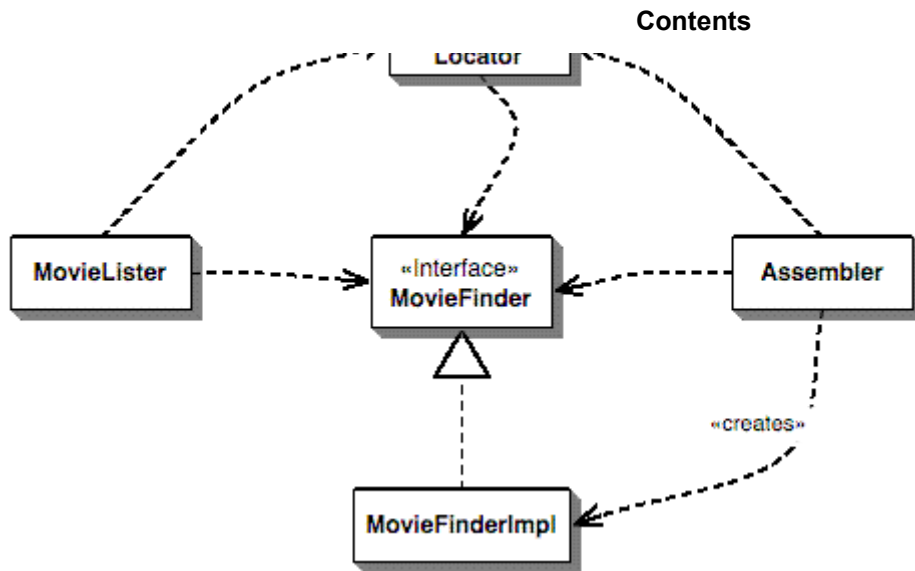 Contents
Locator
MovieLister
«Interface»
MovieFinder
Assembler
«creates»
MovieFinderImpl